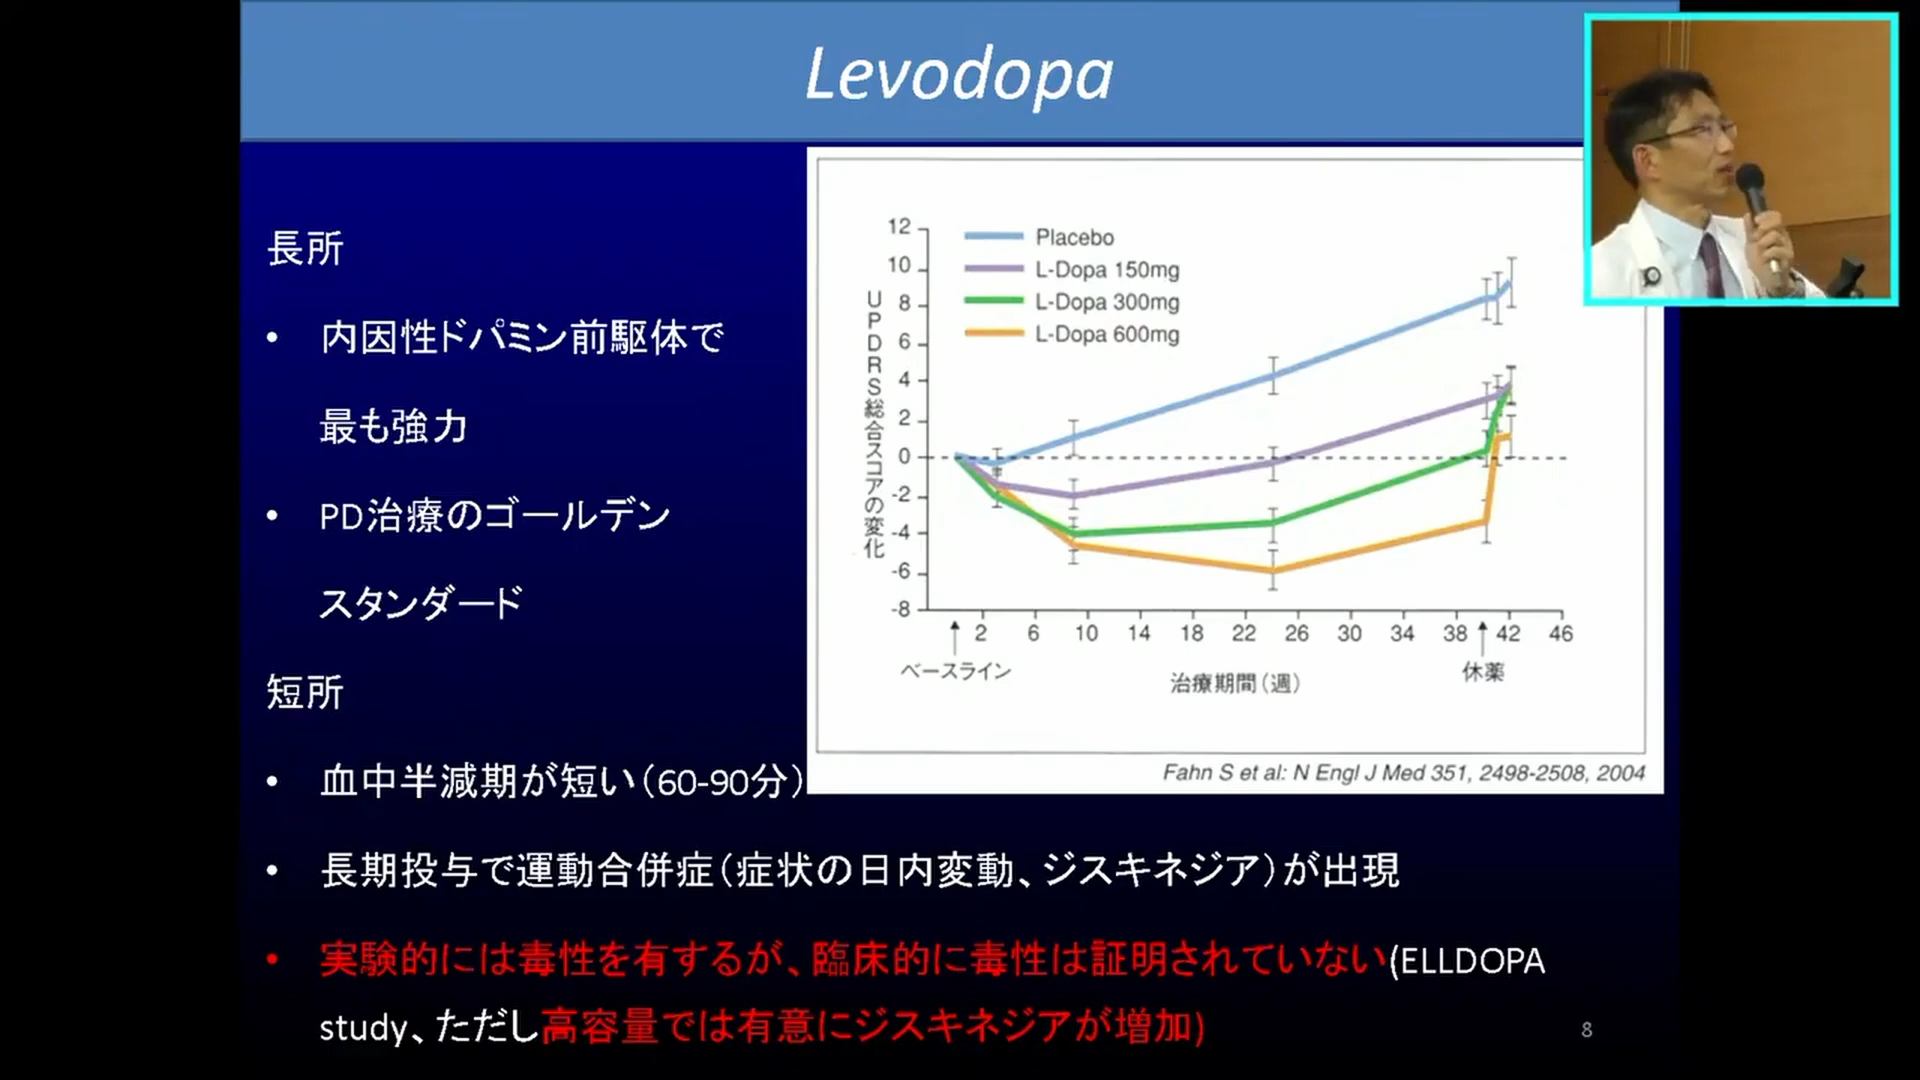 Levodopa
長所
• 内因性ドパミン前駆体で
最も強力
• PD治療のゴールデン
スタンダード
短所
• 血中半減期が短い（60-90分）
• 長期投与で運動合併症（症状の日内変動、ジスキネジア）が出現
• 実験的には毒性を有するが、臨床的に毒性は証明されていない(ELLDOPA
study、ただし高容量では有意にジスキネジアが増加)
UPDRS総合スコアの変化
12
10
8
6
4
2
0
-2
-4
-6
-8
Placebo
L-Dopa 150mg
L-Dopa 300mg
L-Dopa 600mg
2 6 10 14 18 22 26 30 34 38 42 46
ベースライン
治療期間（週）
休薬
Fahn S et al: N Engl J Med 351, 2498-2508, 2004
8